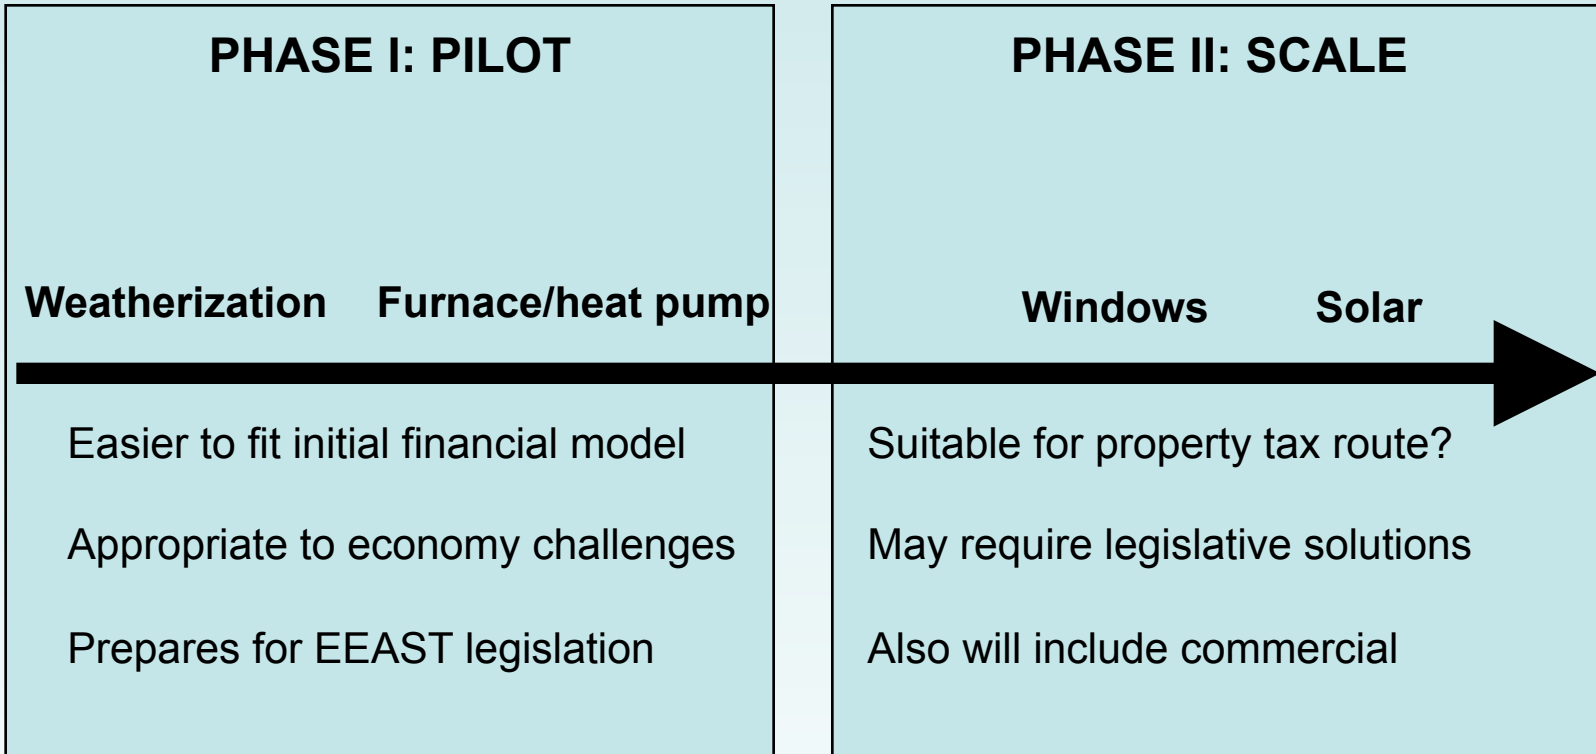 PHASE I: PILOT
Weatherization Furnace/heat pump
Easier to fit initial financial model
Appropriate to economy challenges
Prepares for EEAST legislation
PHASE II: SCALE
Windows Solar
Suitable for property tax route?
May require legislative solutions
Also will include commercial